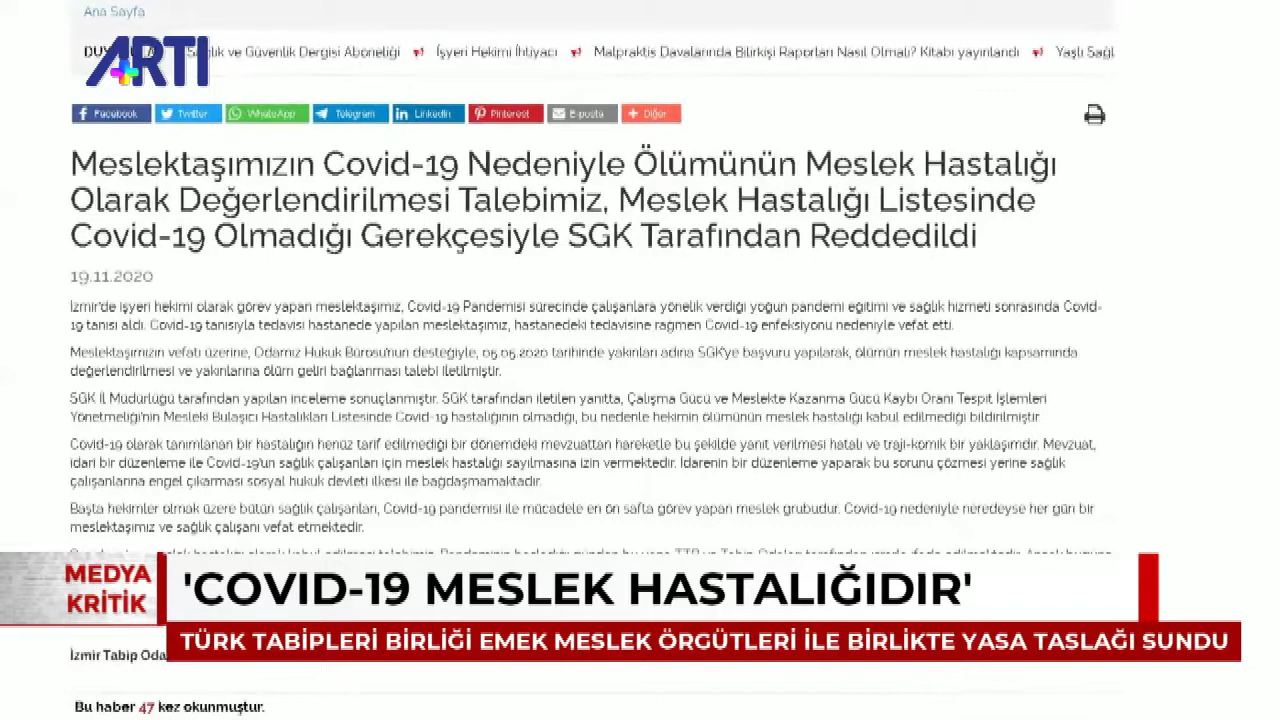 Ana Sayfa
ARTI
Sağlık ve Güvenlik Dergisi Aboneliği İşyeri Hekimi İhtiyacı Malpraktis Davalarında Bilirkişi Raporları Nasıl Olmalı? Kitabı yayınlandı Yaşlı Sağl
Facebook Twitter WhatsApp Telegram LinkedIn Pinterest E-posta Diğer
Meslektaşımızın Covid-19 Nedeniyle Ölümünün Meslek Hastalığı
Olarak Değerlendirilmesi Talebimiz, Meslek Hastalığı Listesinde
Covid-19 Olmadığı Gerekçesiyle SGK Tarafından Reddedildi
19.11.2020
İzmir'de işyeri hekimi olarak görev yapan meslektaşımız, Covid-19 Pandemisi sürecinde çalışanlara yönelik verdiği yoğun pandemi eğitimi ve sağlık hizmeti sonrasında Covid-
19 tanısı aldı. Covid-19 tanısıyla tedavisi hastanede yapılan meslektaşımız, hastanedeki tedavisine rağmen Covid-19 enfeksiyonu nedeniyle vefat etti.
Meslektaşımızın vefatı üzerine, Odamız Hukuk Bürosu'nun desteğiyle, 05.05.2020 tarihinde yakınları adına SGK'ye başvuru yapılarak, ölümün meslek hastalığı kapsamında
değerlendirilmesi ve yakınlarına ölüm geliri bağlanması talebi iletilmiştir.
SGK İl Müdürlüğü tarafından yapılan inceleme sonuçlanmıştır. SGK tarafından iletilen yanıtta, Çalışma Gücü ve Meslekte Kazanma Gücü Kaybı Oranı Tespit İşlemleri
Yönetmeliği'nin Mesleki Bulaşıcı Hastalıkları Listesinde Covid-19 hastalığının olmadığı, bu nedenle hekimin ölümünün meslek hastalığı kabul edilmediği bildirilmiştir
Covid-19 olarak tanımlanan bir hastalığın henüz tarif edilmediği bir dönemdeki mevzuattan hareketle bu şekilde yanıt verilmesi hatalı ve traji-komik bir yaklaşımdır. Mevzuat,
idari bir düzenleme ile Covid-19'un sağlık çalışanları için meslek hastalığı sayılmasına izin vermektedir. İdarenin bir düzenleme yaparak bu sorunu çözmesi yerine sağlık
çalışanlarına engel çıkarması sosyal hukuk devleti ilkesi ile bağdaşmamaktadır.
Başta hekimler olmak üzere bütün sağlık çalışanları, Covid-19 pandemisi ile mücadele en ön safta görev yapan meslek grubudur. Covid-19 nedeniyle neredeyse her gün bir
meslektaşımız ve sağlık çalışanı vefat etmektedir.
MEDYA
KRİTİK
'COVID-19 MESLEK HASTALIĞIDIR'
TÜRK TABİPLERİ BİRLİĞİ EMEK MESLEK ÖRGÜTLERİ İLE BİRLİKTE YASA TASLAĞI SUNDU
İzmir Tabip Oda
Bu haber 47 kez okunmuştur.